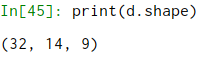 In[45]: print(d.shape)
(32, 14, 9)